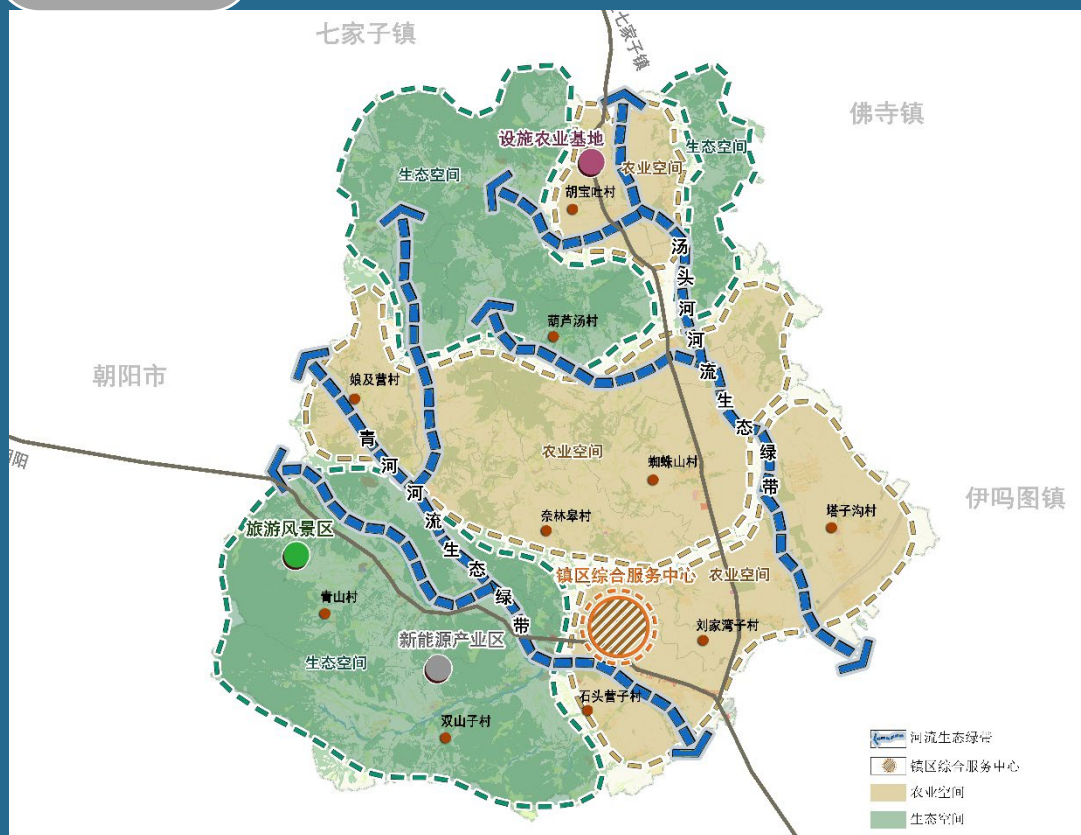 七家子镇
七家子镇
佛寺镇
设施农业基地
生态空间
生态空间
农业空间
胡宝吐村
汤头河河流生态绿带
葫芦汤村
朝阳市
娘及营村
青河河流生态绿带
农业空间
蜘蛛山村
朝阳
伊吗图镇
塔子沟村
奈林皋村
旅游风景区
镇区综合服务中心
农业空间
青山村
刘家湾子村
新能源产业区
生态空间
石头营子村
双山子村
河流生态绿带
镇区综合服务中心
农业空间
生态空间